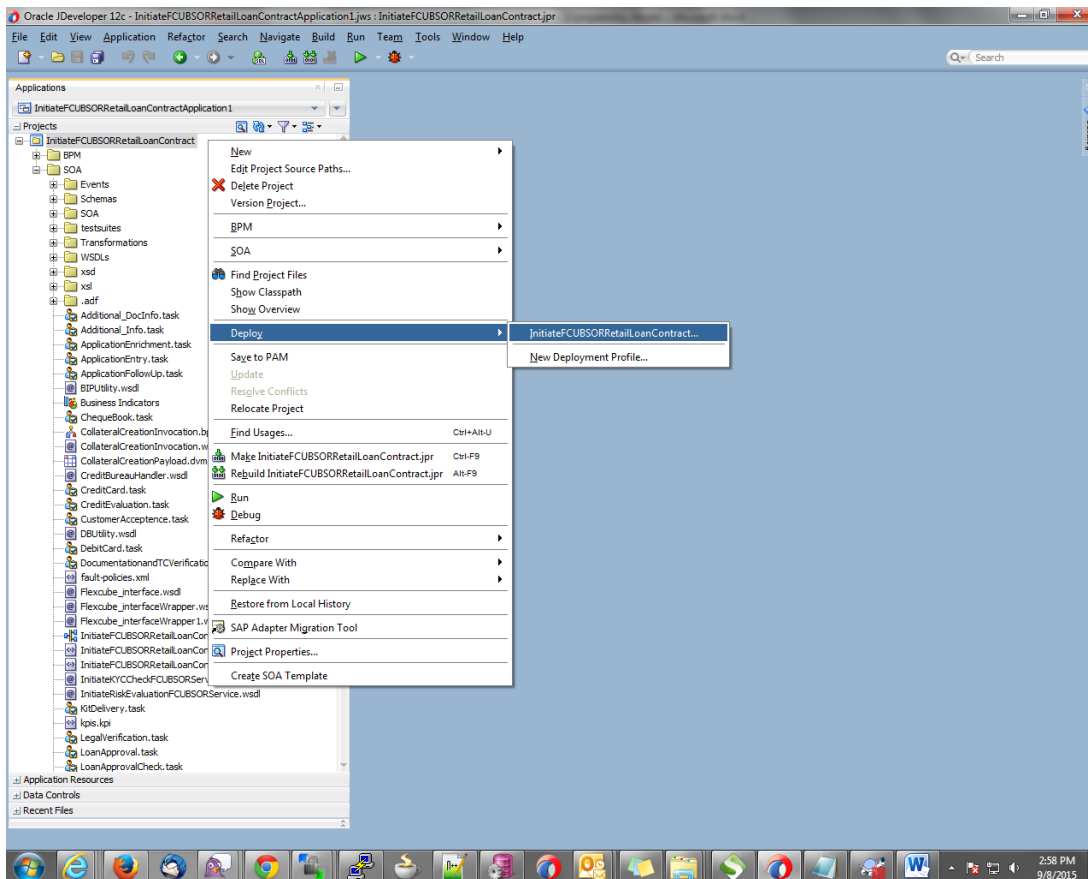 Oracle JDeveloper 12c - InitiateFCUBSORRetailLoanContractApplication1.jws : InitiateFCUBSORRetailLoanContract.jpr
File Edit View Application Refactor Search Navigate Build Run Team Tools Window Help
Search
Applications
InitiateFCUBSORRetailLoanContractApplication1
Projects
InitiateFCUBSORRetailLoanContract
BPM
SOA
Events
Schemas
SOA
testsuites
Transformations
WSDLs
xsd
xsl
.adf
Additional_DocInfo.task
Additional_Info.task
ApplicationEnrichment.task
ApplicationEntry.task
ApplicationFollowUp.task
BIPUtility.wsdl
Business Indicators
ChequeBook.task
CollateralCreationInvocation.bp
CollateralCreationInvocation.w
CollateralCreationPayload.dvm
CreditBureauHandler.wsdl
CreditCard.task
CreditEvaluation.task
CustomerAcceptence.task
DBUtility.wsdl
DebitCard.task
DocumentationandTCVerificatio
fault-policies.xml
Flexcube_interface.wsdl
Flexcube_interfaceWrapper.ws
Flexcube_interfaceWrapper1.w
InitiateFCUBSORRetailLoanCon
InitiateFCUBSORRetailLoanCon
InitiateFCUBSORRetailLoanCon
InitiateKYCCheckFCUBSORSer
InitiateRiskEvaluationFCUBSORService.wsdl
KitDelivery.task
kpis.kpi
LegalVerification.task
LoanApproval.task
LoanApprovalCheck.task
Application Resources
Data Controls
Recent Files
New
Edit Project Source Paths...
Delete Project
Version Project...
BPM
SOA
Find Project Files
Show Classpath
Show Overview
Deploy
Save to PAM
Update
Resolve Conflicts
Relocate Project
Find Usages... Ctrl+Alt-U
Make InitiateFCUBSORRetailLoanContract.jpr Ctrl-F9
Rebuild InitiateFCUBSORRetailLoanContract.jpr Alt-F9
Run
Debug
Refactor
Compare With
Replace With
Restore from Local History
SAP Adapter Migration Tool
Project Properties...
Create SOA Template
InitiateFCUBSORRetailLoanContract...
New Deployment Profile...
2:58 PM
9/8/2015